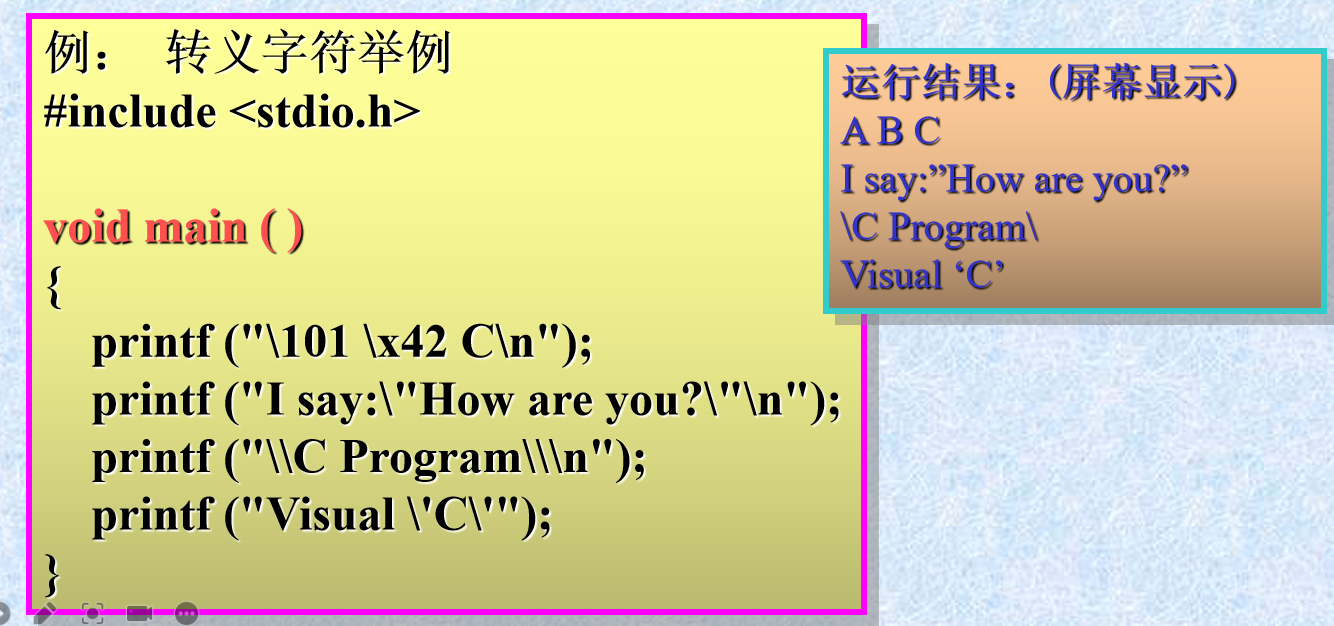 例： 转义字符举例
#include <stdio.h>
void main ( )
{
printf ("\101 \x42 C\n");
printf ("I say:\"How are you?\"\n");
printf ("\\C Program\\\n");
printf ("Visual \'C\'");
}
运行结果：(屏幕显示)
A B C
I say:”How are you?”
\C Program\
Visual ‘C’